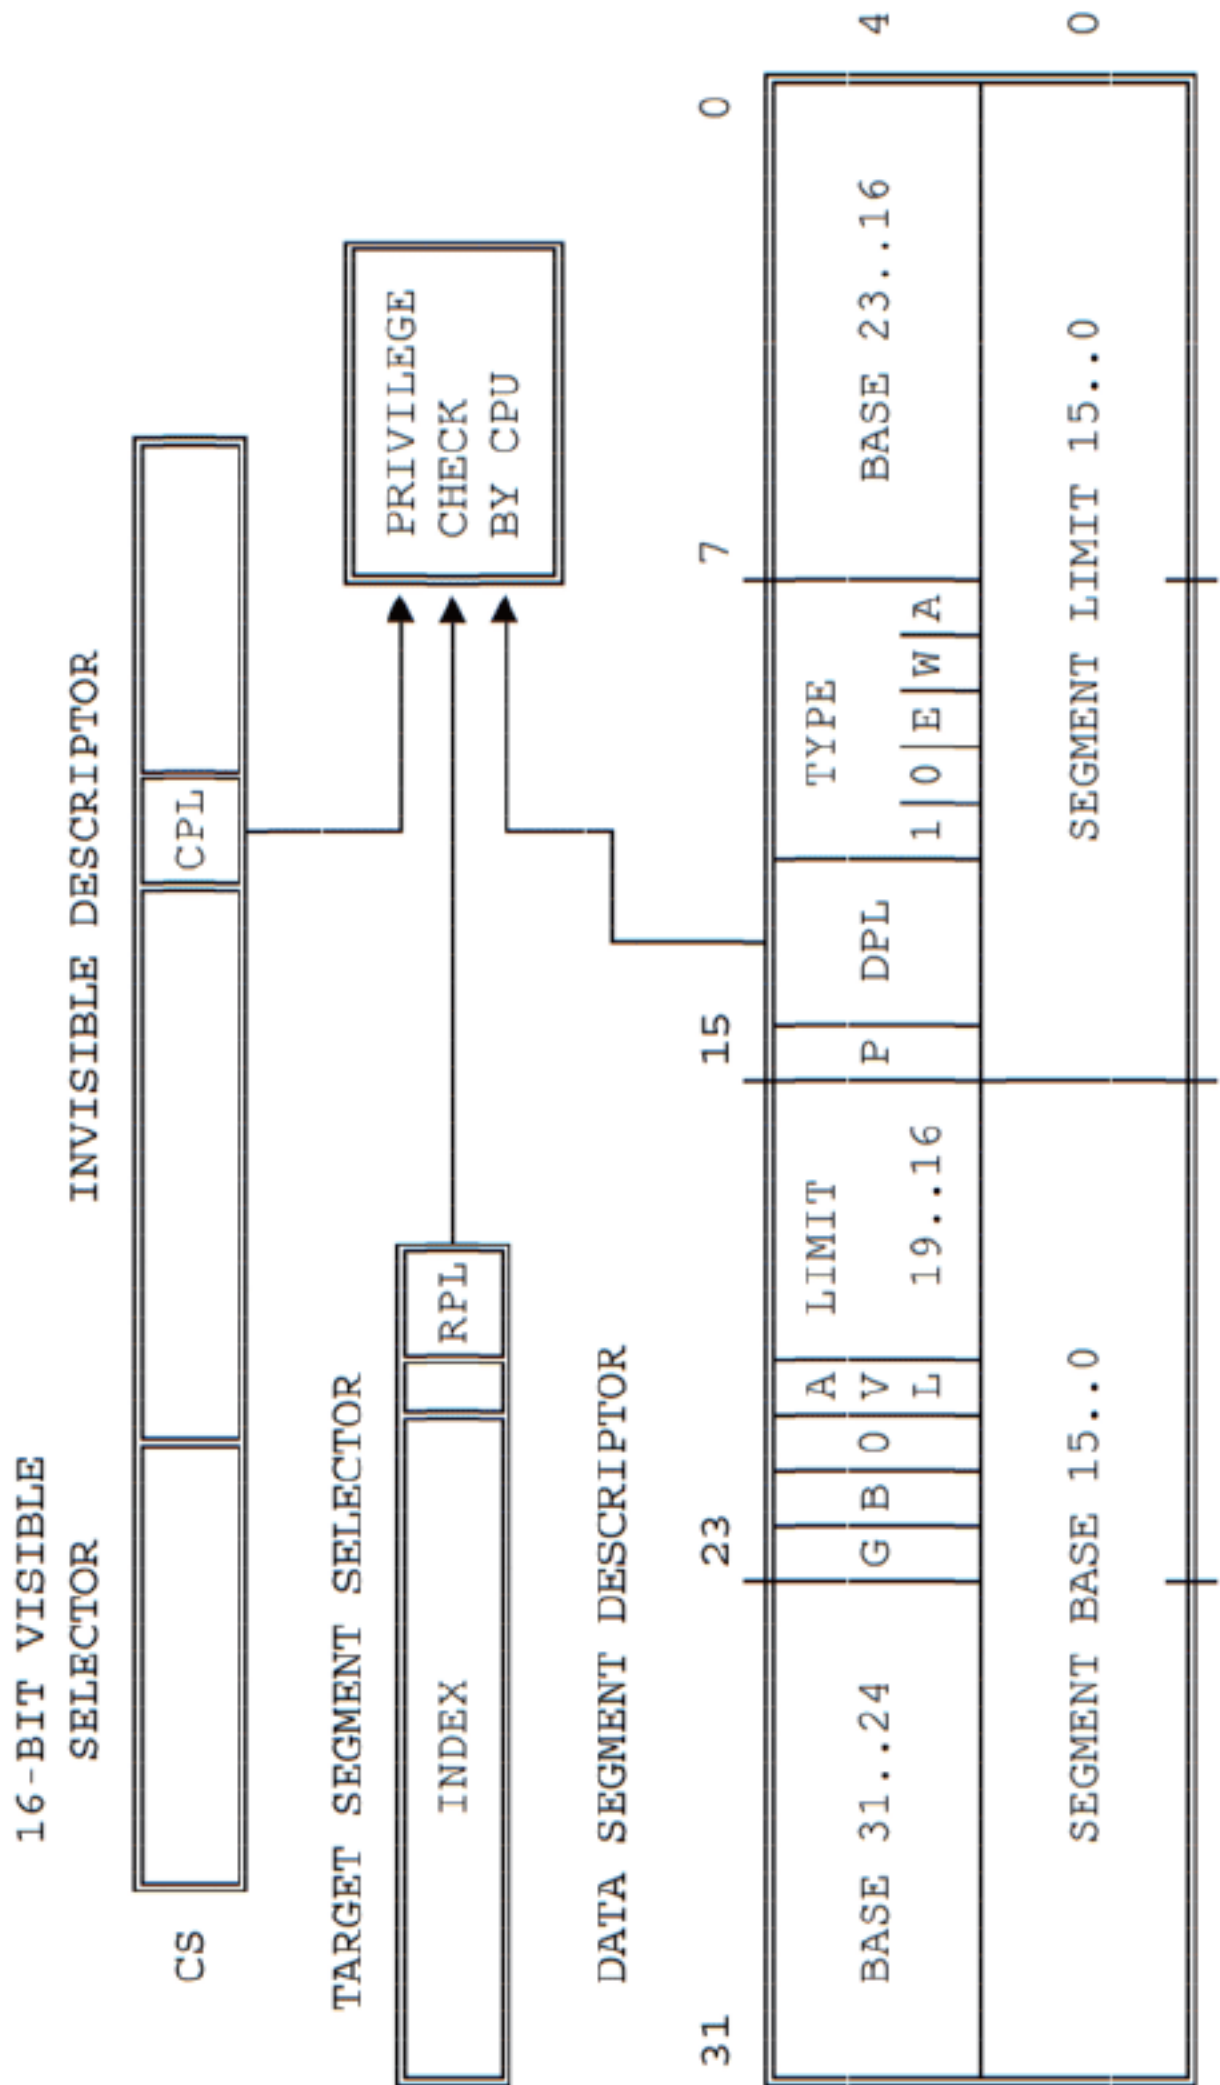 16-BIT VISIBLE
SELECTOR
INVISIBLE DESCRIPTOR
CS
CPL
TARGET SEGMENT SELECTOR
INDEX
RPL
PRIVILEGE
CHECK
BY CPU
DATA SEGMENT DESCRIPTOR
31
23
15
7
0
BASE 31..24
G
B
0
A
V
L
LIMIT
19..16
P
DPL
TYPE
1 0 E W A
BASE 23..16
4
SEGMENT BASE 15..0
SEGMENT LIMIT 15..0
0